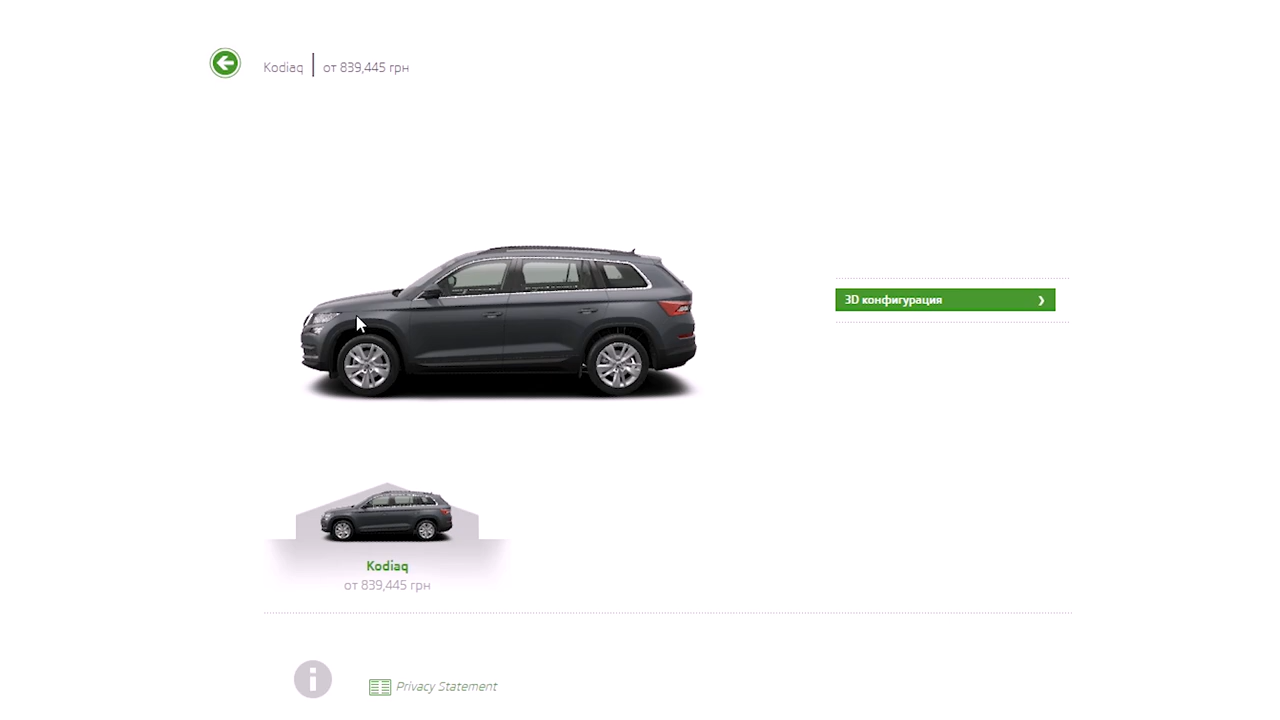 Kodiaq | от 839,445 грн
3D конфигурация
Kodiaq
от 839,445 грн
Privacy Statement